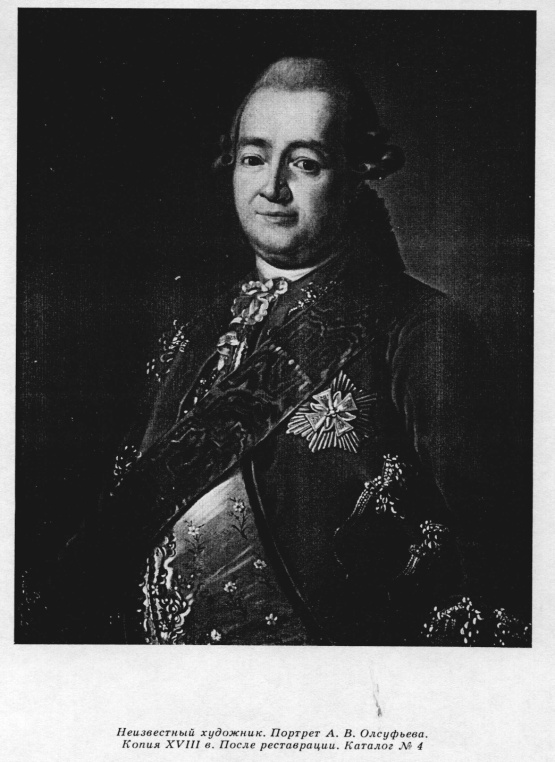 Неизвестный художник. Портрет А. В. Олсуфьева.
Копия XVIII в. После реставрации. Каталог № 4